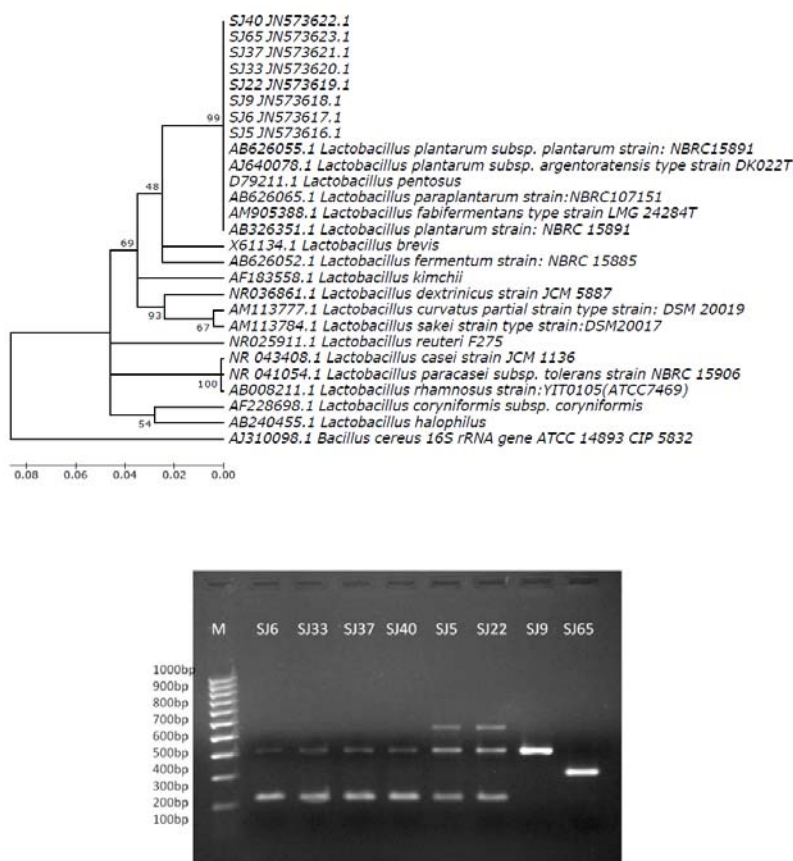 SJ40 JN573622.1
SJ65 JN573623.1
SJ37 JN573621.1
SJ33 JN573620.1
SJ22 JN573619.1
SJ9 JN573618.1
SJ6 JN573617.1
SJ5 JN573616.1
99
AB626055.1 Lactobacillus plantarum subsp. plantarum strain: NBRC15891
AJ640078.1 Lactobacillus plantarum subsp. argentoratensis type strain DK022T
D79211.1 Lactobacillus pentosus
48
AB626065.1 Lactobacillus paraplantarum strain:NBRC107151
AM905388.1 Lactobacillus fabifermentans type strain LMG 24284T
AB326351.1 Lactobacillus plantarum strain: NBRC 15891
69
X61134.1 Lactobacillus brevis
AB626052.1 Lactobacillus fermentum strain: NBRC 15885
AF183558.1 Lactobacillus kimchii
NR036861.1 Lactobacillus dextrinicus strain JCM 5887
93
AM113777.1 Lactobacillus curvatus partial strain type strain: DSM 20019
67
AM113784.1 Lactobacillus sakei strain type strain:DSM20017
NR025911.1 Lactobacillus reuteri F275
NR 043408.1 Lactobacillus casei strain JCM 1136
NR 041054.1 Lactobacillus paracasei subsp. tolerans strain NBRC 15906
100
AB008211.1 Lactobacillus rhamnosus strain:YIT0105(ATCC7469)
AF228698.1 Lactobacillus coryniformis subsp. coryniformis
54
AB240455.1 Lactobacillus halophilus
AJ310098.1 Bacillus cereus 16S rRNA gene ATCC 14893 CIP 5832
0.08 0.06 0.04 0.02 0.00
M SJ6 SJ33 SJ37 SJ40 SJ5 SJ22 SJ9 SJ65
1000bp
900bp
800bp
700bp
600bp
500bp
400bp
300bp
200bp
100bp